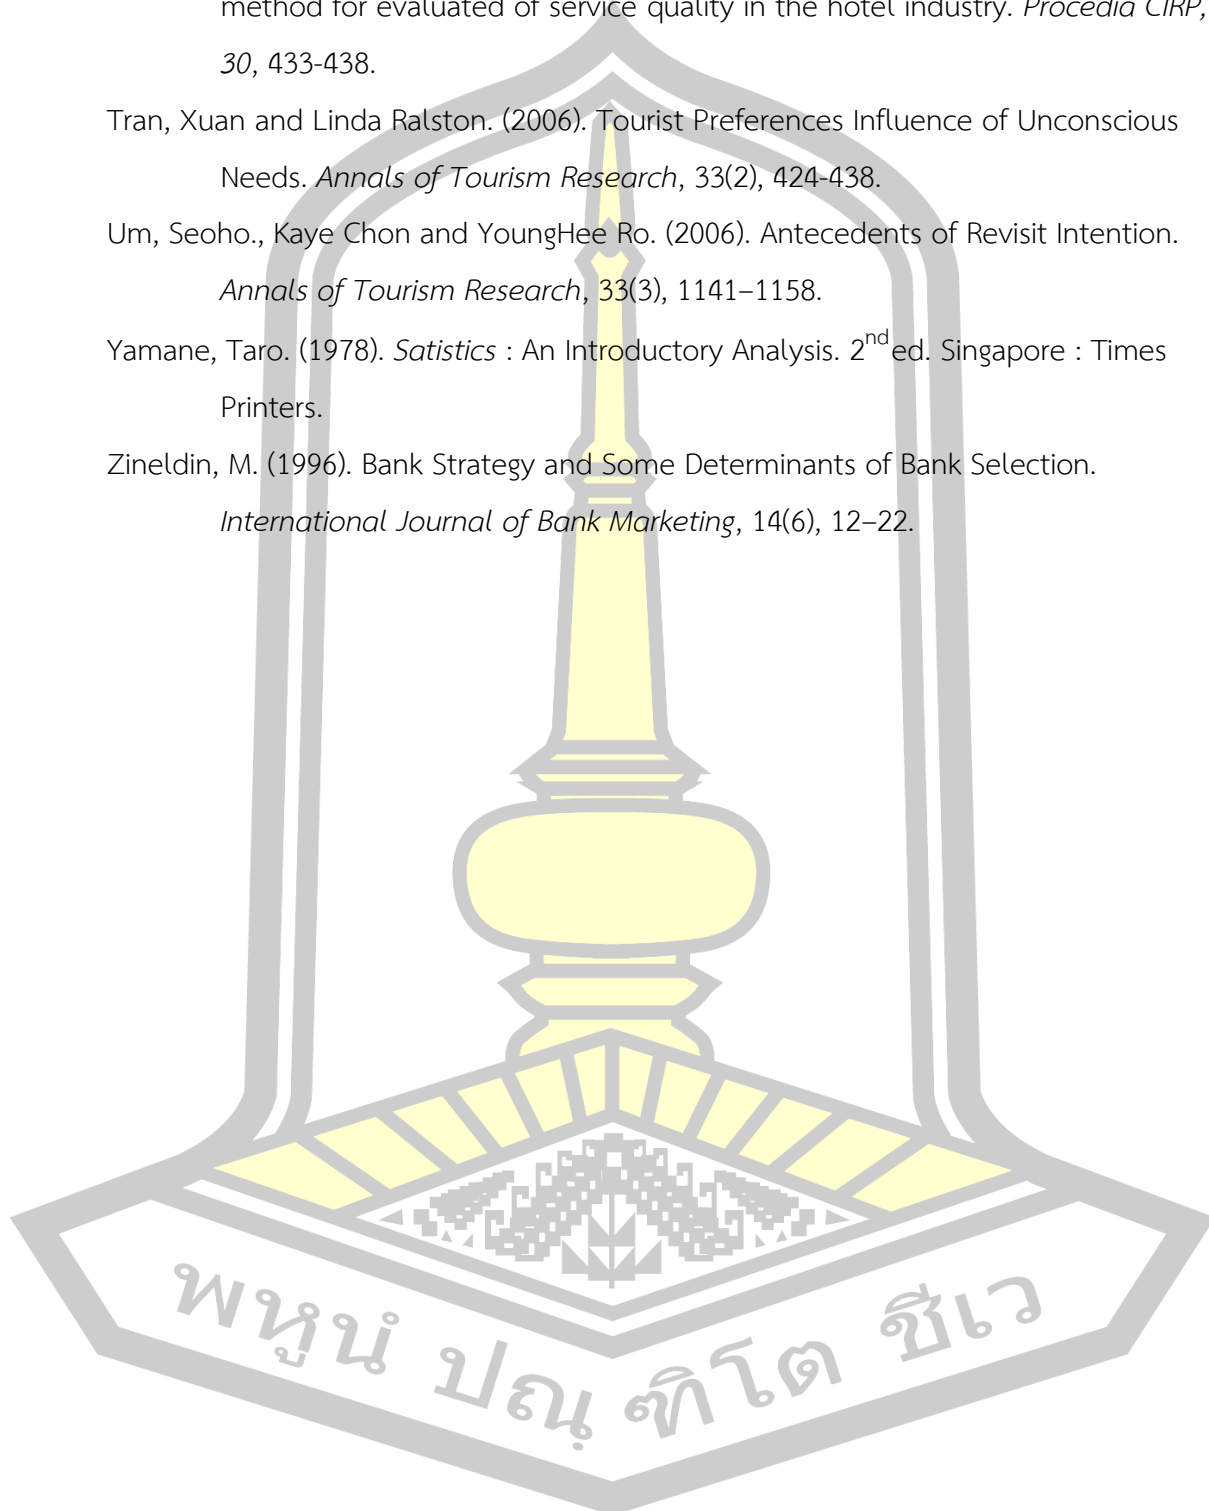 method for evaluated of service quality in the hotel industry. Procedia CIRP,
30, 433-438.
Tran, Xuan and Linda Ralston. (2006). Tourist Preferences Influence of Unconscious
Needs. Annals of Tourism Research, 33(2), 424-438.
Um, Seoho., Kaye Chon and YoungHee Ro. (2006). Antecedents of Revisit Intention.
Annals of Tourism Research, 33(3), 1141–1158.
Yamane, Taro. (1978). Satistics : An Introductory Analysis. 2nd ed. Singapore : Times
Printers.
Zineldin, M. (1996). Bank Strategy and Some Determinants of Bank Selection.
International Journal of Bank Marketing, 14(6), 12–22.
พหูนํ ปณฺฑิโต ชีเว